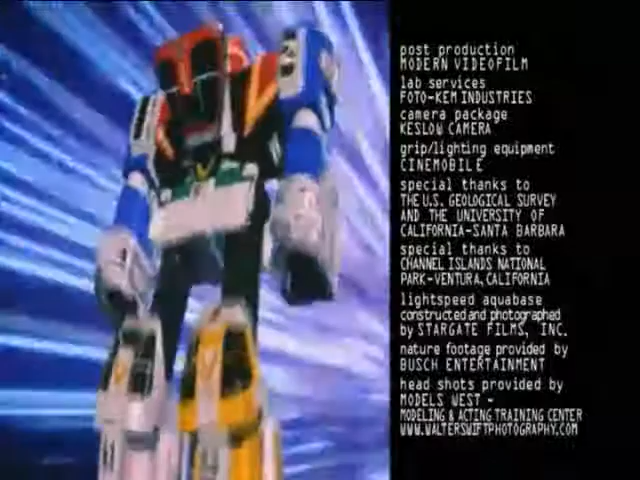 post production
MODERN VIDEOFILM
lab services
FOTO-KEM INDUSTRIES
camera package
KESLOW CAMERA
grip/lighting equipment
CINEMOBILE
special thanks to
THE U.S. GEOLOGICAL SURVEY
AND THE UNIVERSITY OF
CALIFORNIA-SANTA BARBARA
special thanks to
CHANNEL ISLANDS NATIONAL
PARK-VENTURA, CALIFORNIA
lightspeed aquabase
constructed and photographed
by STARGATE FILMS, INC.
nature footage provided by
BUSCH ENTERTAINMENT
head shots provided by
MODELS WEST -
MODELING & ACTING TRAINING CENTER
WWW.WALTERSWIFTPHOTOGRAPHY.COM